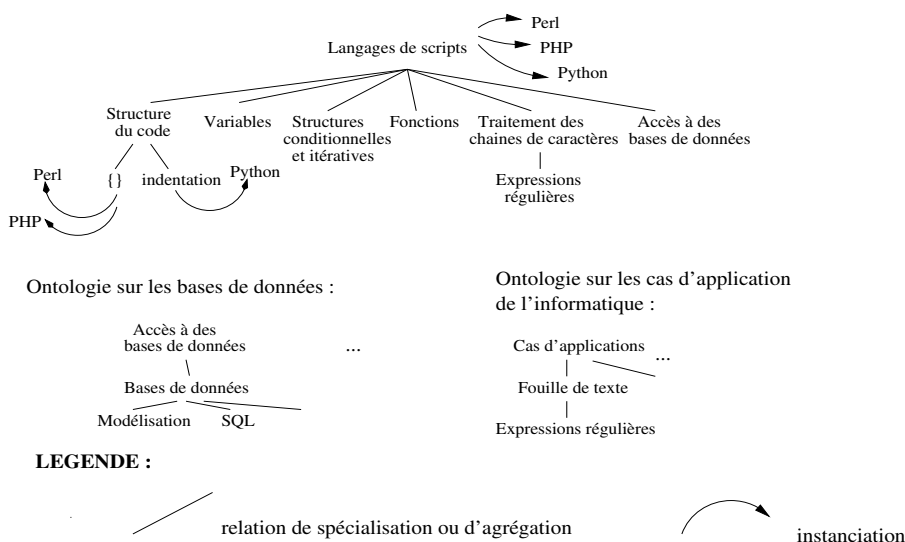 Perl
Langages de scripts
PHP
Python
Structure
du code
Variables
Structures
conditionnelles
et itératives
Fonctions
Traitement des
chaines de caractères
Accès à des
bases de données
Perl
{}
indentation
Python
Expressions
régulières
PHP
Ontologie sur les bases de données :
Ontologie sur les cas d'application
de l'informatique :
Accès à des
bases de données
...
Cas d'applications
...
Bases de données
Fouille de texte
Modélisation
SQL
Expressions régulières
LEGENDE :
relation de spécialisation ou d'agrégation
instanciation